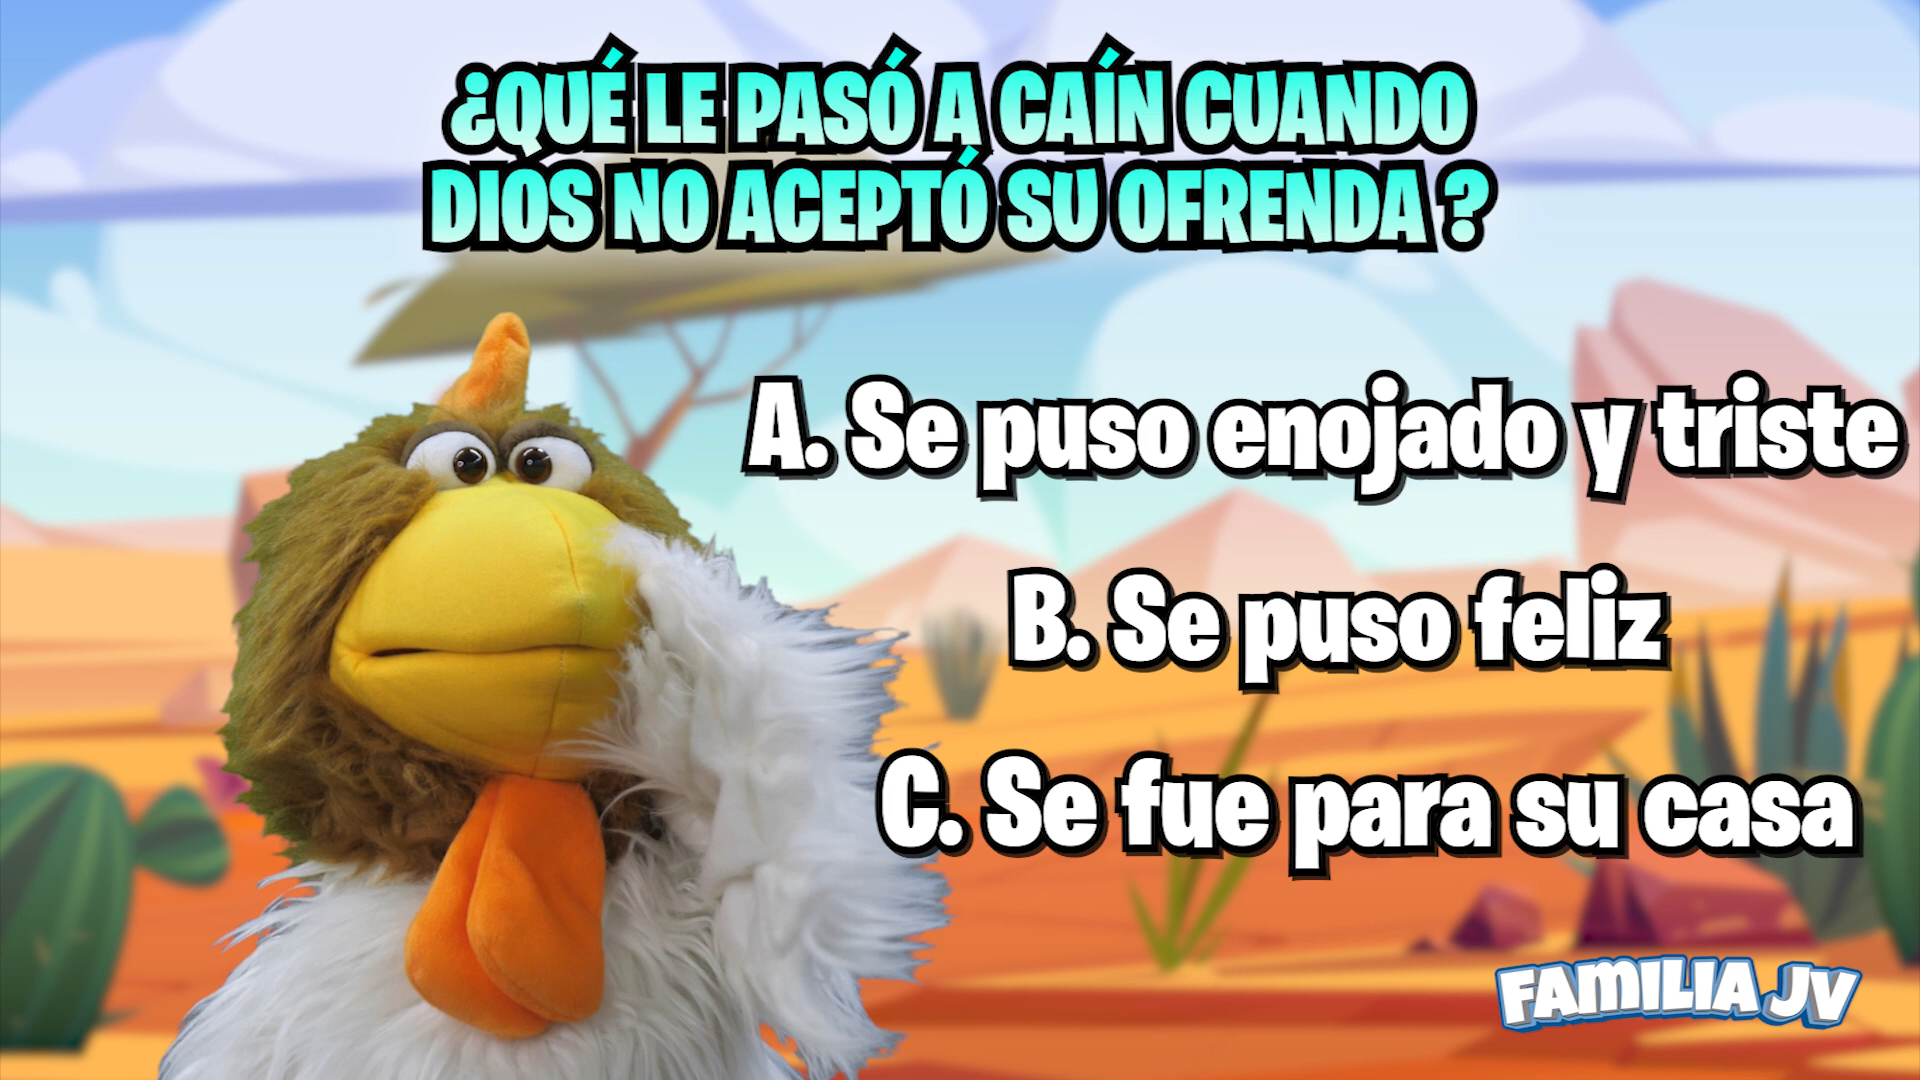 ¿QUÉ LE PASÓ A CAÍN CUANDO
DIOS NO ACEPTÓ SU OFRENDA ?
A. Se puso enojado y triste
B. Se puso feliz
C. Se fue para su casa
FAMILIA JV